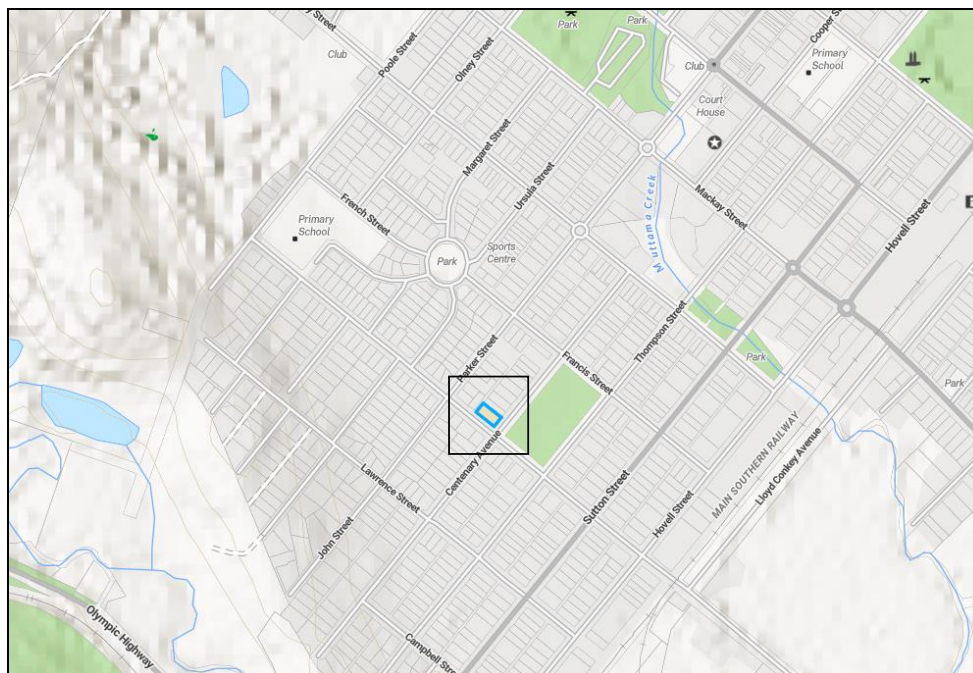 Park
Park
Cooper S
y Street
Poole Street
Olney Street
Club
Club
Primary
School
Court
House
Margaret Street
Ursula Street
Muttama Creek
Mackay Street
Hovell Street
French Street
Primary
School
Sports
Centre
Park
Thompson Street
Parker Street
Francis Street
Park
Park
MAIN SOUTHERN RAILWAY
Lloyd Conkey Avenue
Centenary Avenue
Lawrence Street
Sutton Street
Hovell Street
John Street
Olympic Highway
Campbell Stre